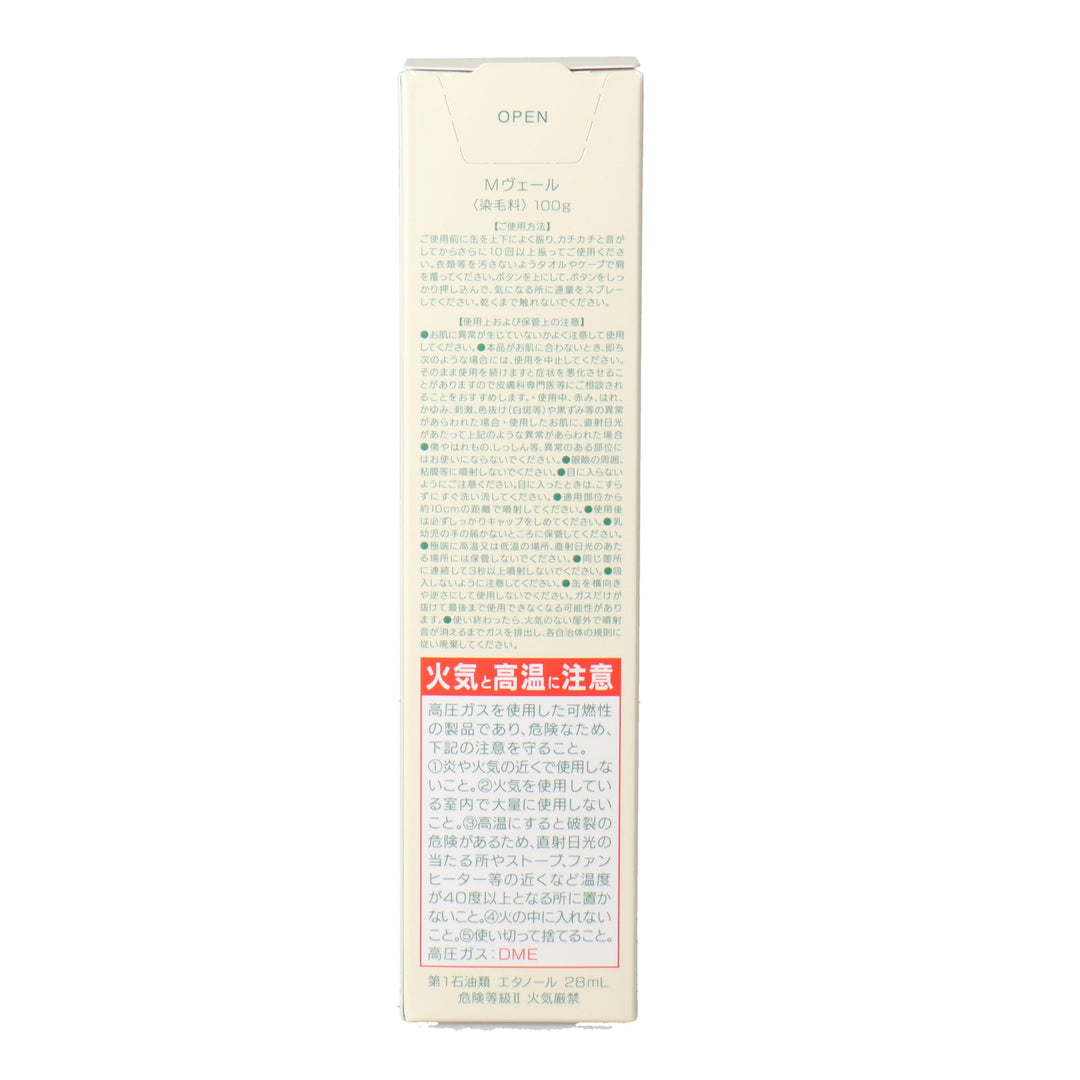 OPEN
Mヴェール
〈染毛料〉100g
【ご使用方法】
ご使用前に缶を上下によく振り、カチカチと音が
してからさらに10回以上振ってご使用くださ
い。衣類等を汚さないようタオルやケープで肩
を覆ってください。ボタンを上にして、ボタンをしっ
かり押し込んで、気になる所に適量をスプレー
してください。乾くまで触れないでください。
【使用上および保管上の注意】
●お肌に異常が生じていないかよく注意して使用
してください。●本品がお肌に合わないとき、即ち
次のような場合には、使用を中止してください。
そのまま使用を続けますと症状を悪化させるこ
とがありますので皮膚科専門医等にご相談され
ることをおすすめします。・使用中、赤み、はれ、
かゆみ、刺激、色抜け(白斑等)や黒ずみ等の異常
があらわれた場合・使用したお肌に、直射日光
があたって上記のような異常があらわれた場合
●傷やはれもの、しっしん等、異常のある部位に
はお使いにならないでください。●眼瞼の周囲、
粘膜等に噴射しないでください。●目に入らない
ようにご注意ください。目に入ったときは、こすら
ずにすぐ洗い流してください。●適用部位から
約10cmの距離で噴射してください。●使用後
は必ずしっかりキャップをしめてください。●乳
幼児の手の届かないところに保管してください。
●極端に高温又は低温の場所、直射日光のあた
る場所には保管しないでください。●同じ箇所
に連続して3秒以上噴射しないでください。●吸
入しないように注意してください。●缶を横向き
や逆さにして使用しないでください。ガスだけが
抜けて最後まで使用できなくなる可能性があり
ます。●使い終わったら、火気のない屋外で噴射
音が消えるまでガスを排出し、各自治体の規則に
従い廃棄してください。
火気と高温に注意
高圧ガスを使用した可燃性
の製品であり、危険なため、
下記の注意を守ること。
①炎や火気の近くで使用しな
いこと。②火気を使用してい
る室内で大量に使用しない
こと。③高温にすると破裂の
危険があるため、直射日光の
当たる所やストーブ、ファン
ヒーター等の近くなど温度
が40度以上となる所に置か
ないこと。④火の中に入れない
こと。⑤使い切って捨てること。
高圧ガス:DME
第1石油類 エタノール 28mL
危険等級Ⅱ 火気厳禁